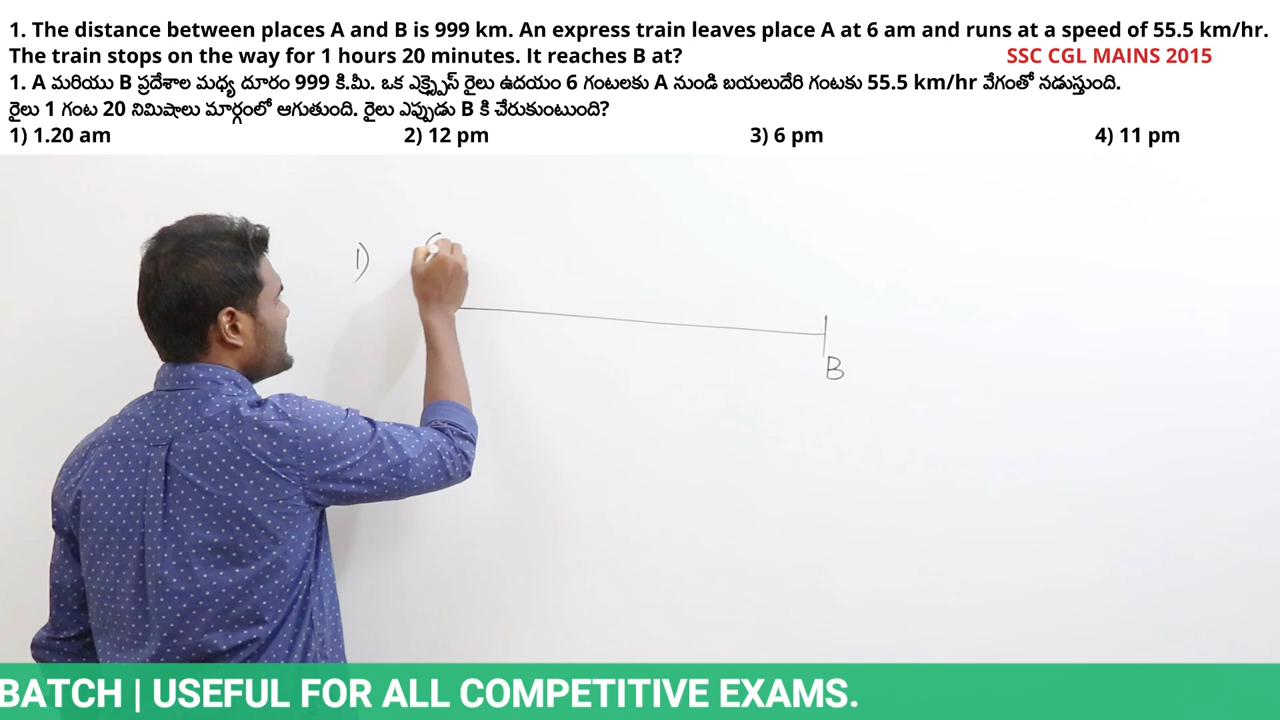 1. The distance between places A and B is 999 km. An express train leaves place A at 6 am and runs at a speed of 55.5 km/hr.
The train stops on the way for 1 hours 20 minutes. It reaches B at? SSC CGL MAINS 2015
1. A మరియు B ప్రదేశాల మధ్య దూరం 999 కి.మీ. ఒక ఎక్స్ప్రెస్ రైలు ఉదయం 6 గంటలకు A నుండి బయలుదేరి గంటకు 55.5 km/hr వేగంతో నడుస్తుంది.
రైలు 1 గంట 20 నిమిషాలు మార్గంలో ఆగుతుంది. రైలు ఎప్పుడు B కి చేరుకుంటుంది?
1) 1.20 am 2) 12 pm 3) 6 pm 4) 11 pm
1)
B
BATCH | USEFUL FOR ALL COMPETITIVE EXAMS.